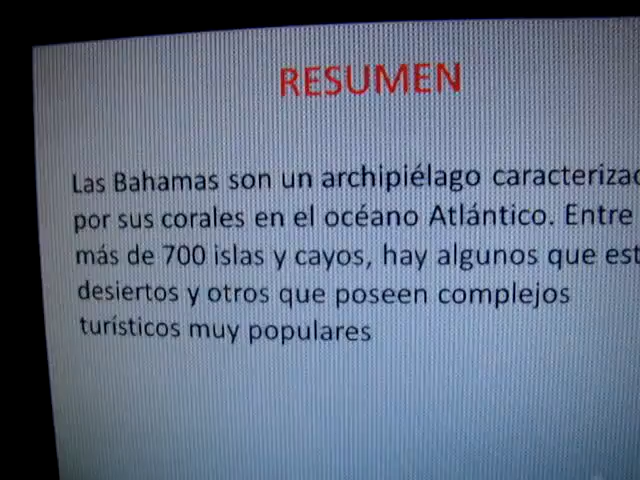 RESUMEN
Las Bahamas son un archipiélago
por sus corales en el océano Atlántico. Entre
más de 700 islas y cayos, hay algunos que
desiertos y otros que poseen complejos
turísticos muy populares